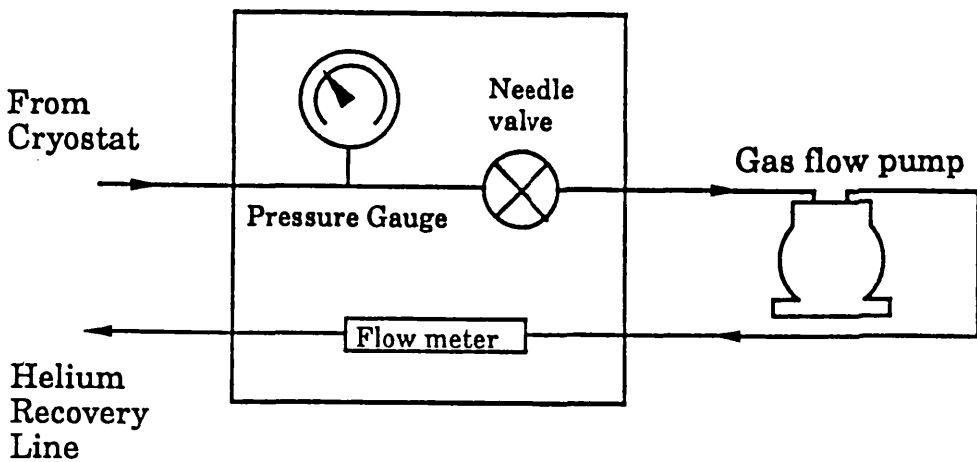 From
Cryostat
Needle
valve
Gas flow pump
Pressure Gauge
Flow meter
Helium
Recovery
Line